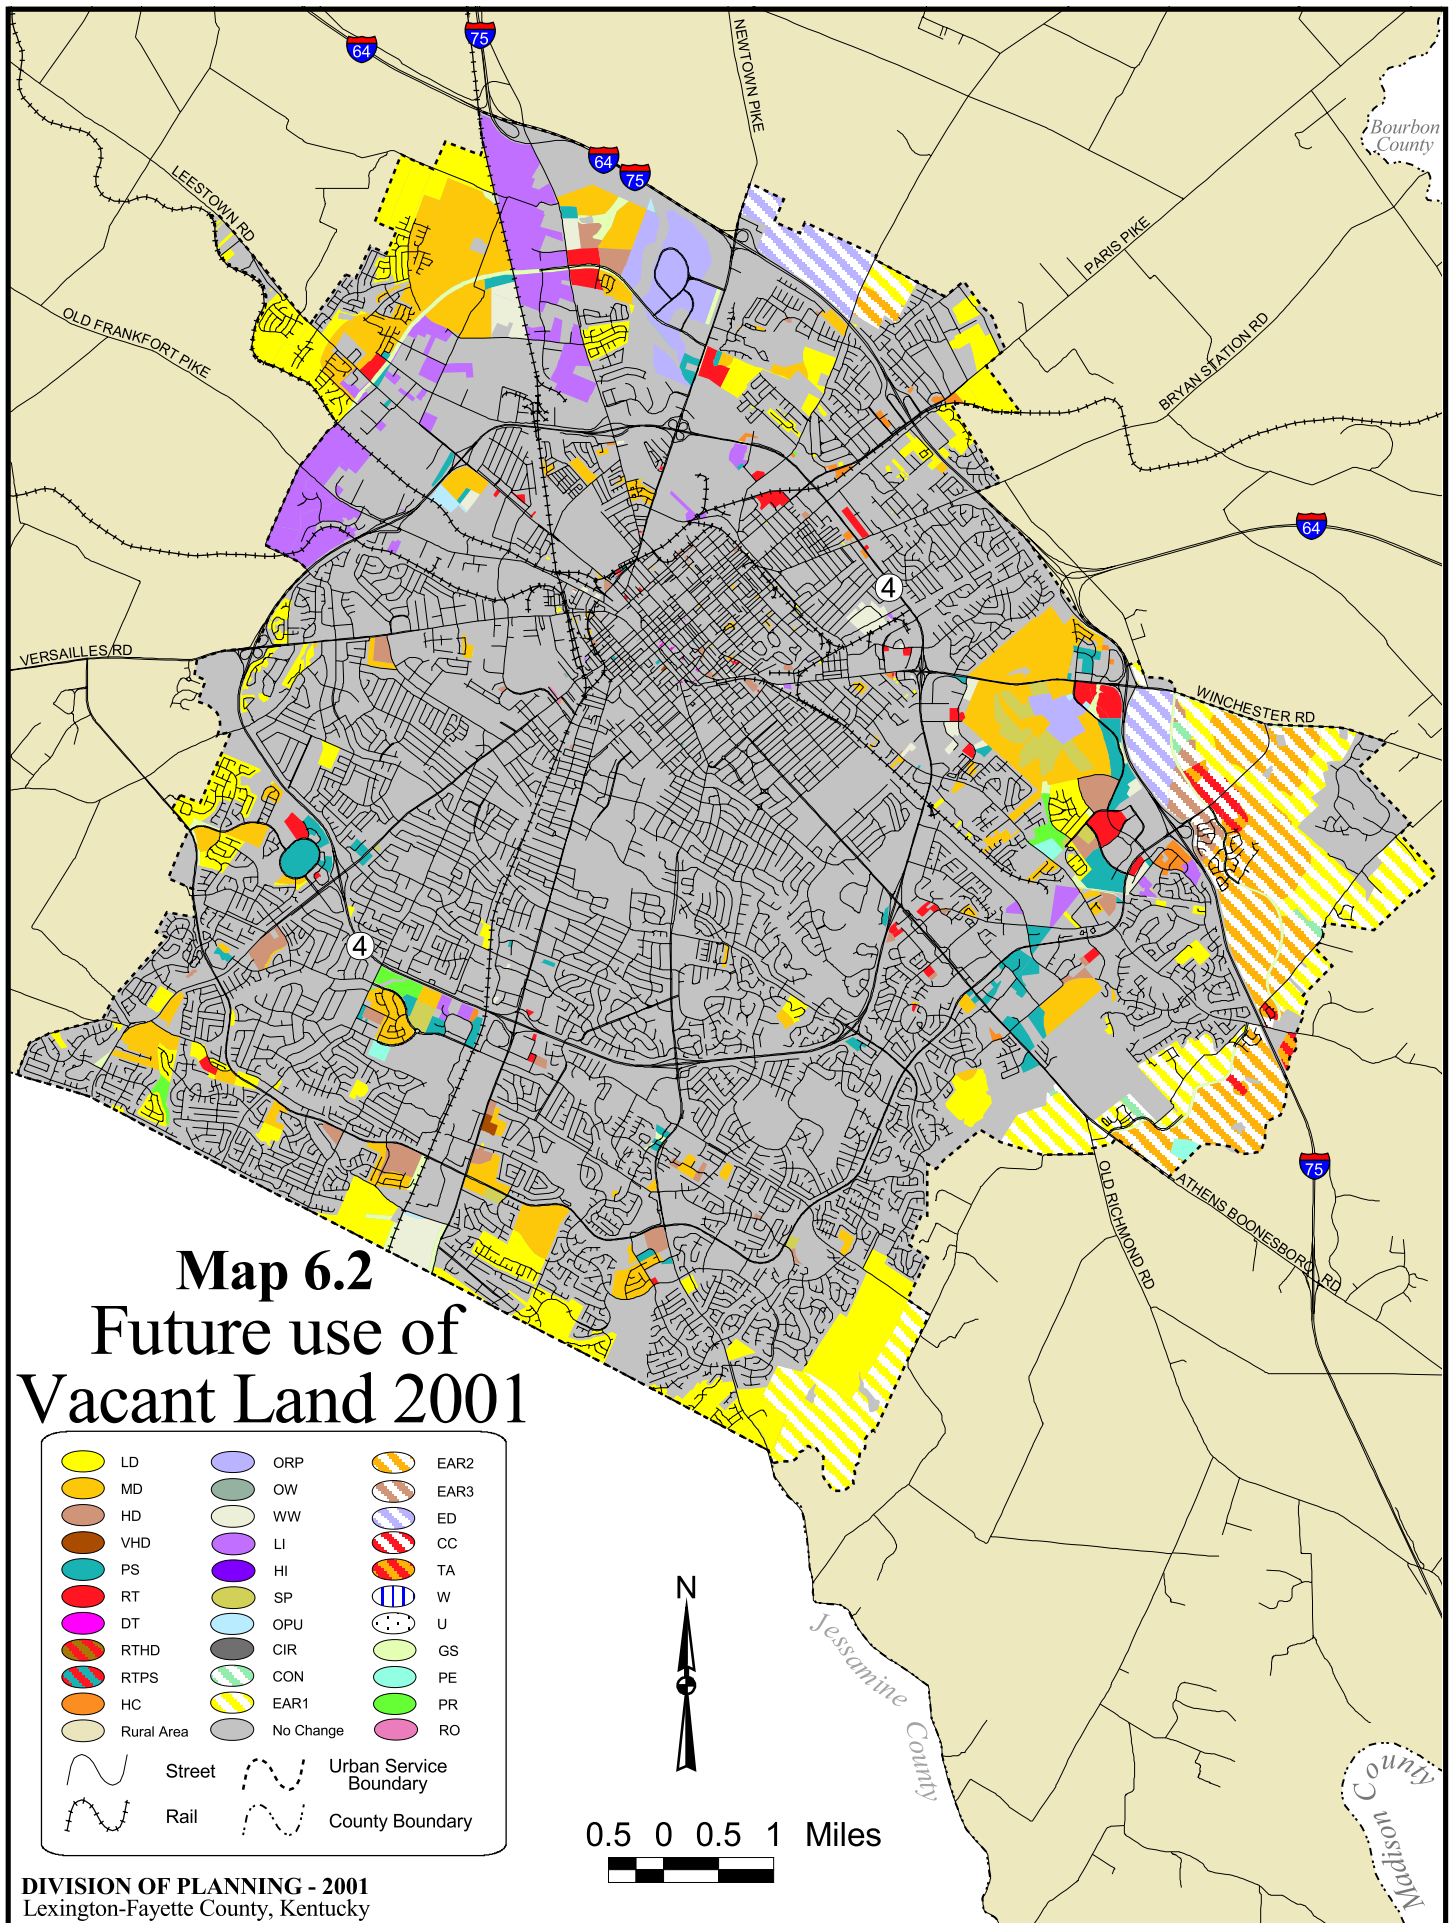 64
75
NEWTOWN PIKE
Bourbon
County
64
75
LEESTOWN RD
PARIS PIKE
OLD FRANKFORT PIKE
BRYAN STATION RD
64
4
VERSAILLES RD
WINCHESTER RD
4
75
OLD RICHMOND RD
ATHENS BOONESBORO RD
Map 6.2
Future use of
Vacant Land 2001
LD
MD
HD
VHD
PS
RT
DT
RTHD
RTPS
HC
Rural Area
ORP
OW
WW
LI
HI
SP
OPU
CIR
CON
EAR1
No Change
EAR2
EAR3
ED
CC
TA
W
U
GS
PE
PR
RO
Street
Urban Service
Boundary
Rail
County Boundary
N
Jessamine County
Madison County
0.5 0 0.5 1 Miles
DIVISION OF PLANNING - 2001
Lexington-Fayette County, Kentucky